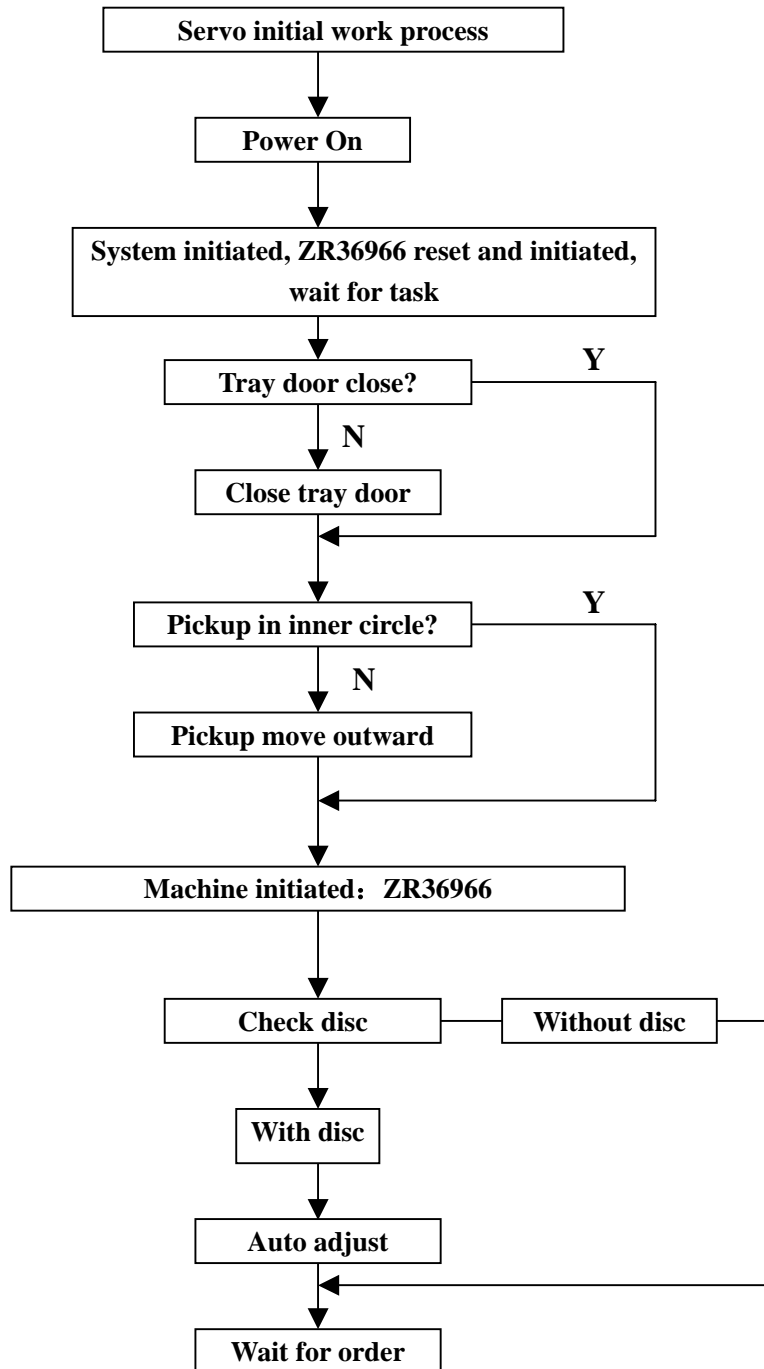 Servo initial work process
Power On
System initiated, ZR36966 reset and initiated,
wait for task
Tray door close?
Y
N
Close tray door
Pickup in inner circle?
Y
N
Pickup move outward
Machine initiated：ZR36966
Check disc
Without disc
With disc
Auto adjust
Wait for order